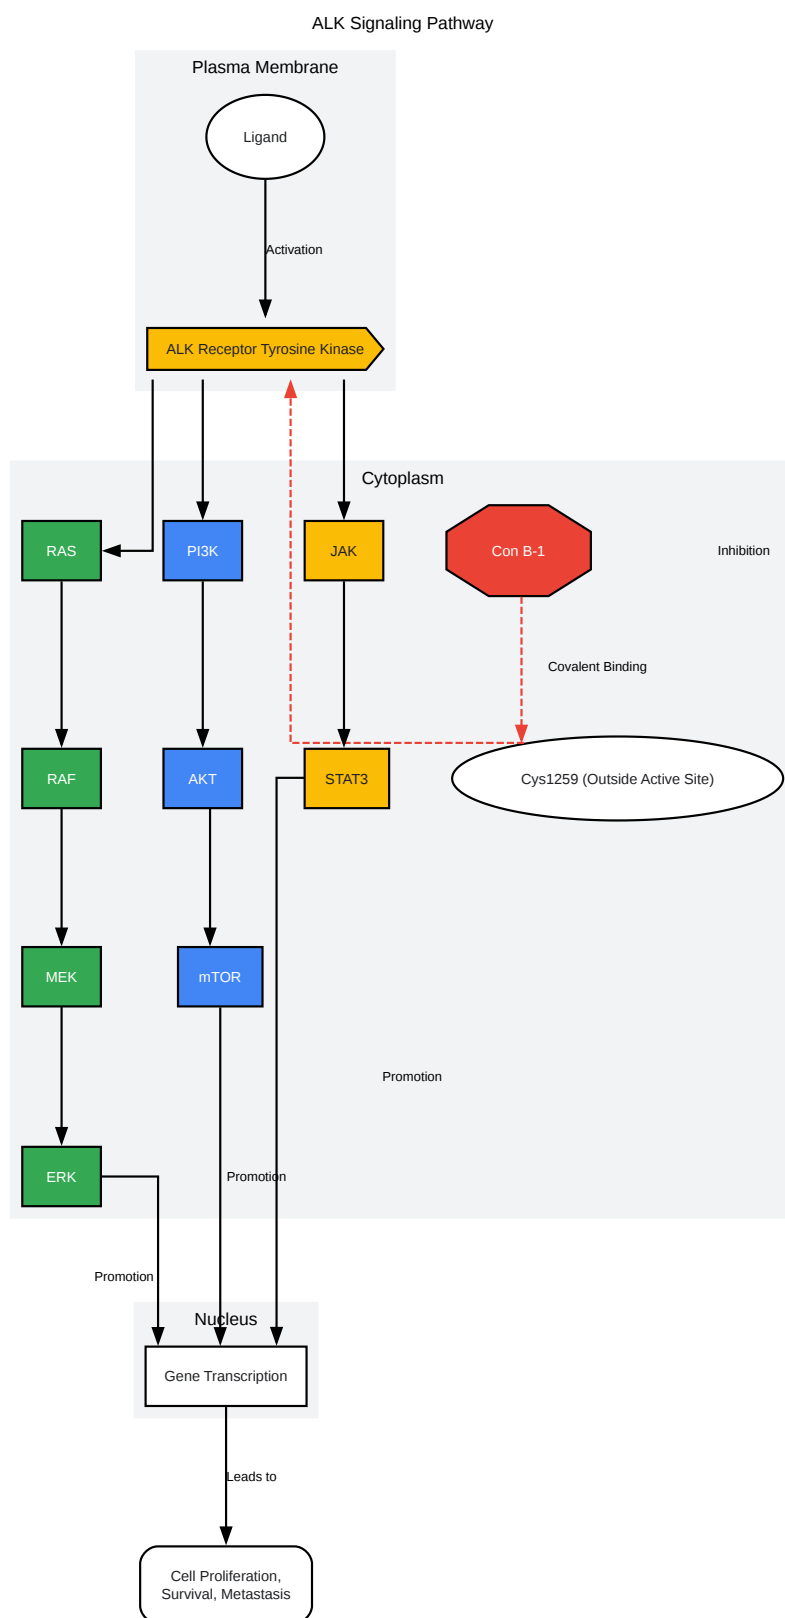 ALK Signaling Pathway
Plasma Membrane
Ligand
Activation
ALK Receptor Tyrosine Kinase
Cytoplasm
RAS
PI3K
JAK
Con B-1
Inhibition
Covalent Binding
RAF
AKT
STAT3
Cys1259 (Outside Active Site)
MEK
mTOR
Promotion
ERK
Promotion
Promotion
Nucleus
Gene Transcription
Leads to
Cell Proliferation,
Survival, Metastasis